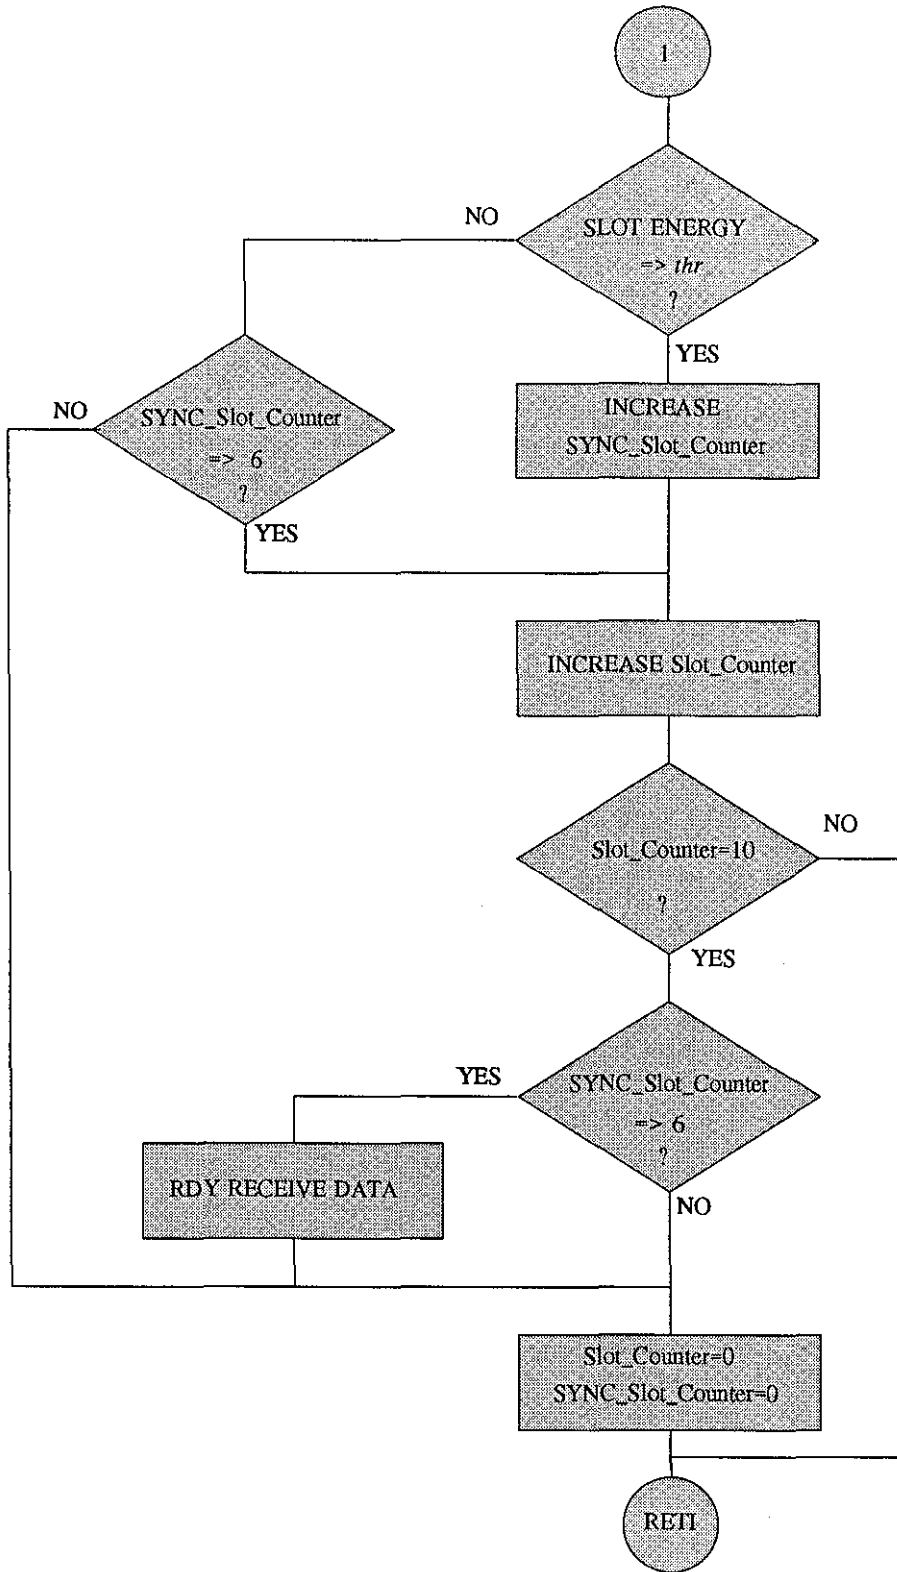 1
SLOT ENERGY
=> thr
?
NO
YES
INCREASE
SYNC_Slot_Counter
NO
SYNC_Slot_Counter
=> 6
?
YES
INCREASE Slot_Counter
Slot_Counter=10
?
NO
YES
SYNC_Slot_Counter
=> 6
?
YES
NO
RDY RECEIVE DATA
Slot_Counter=0
SYNC_Slot_Counter=0
RETI